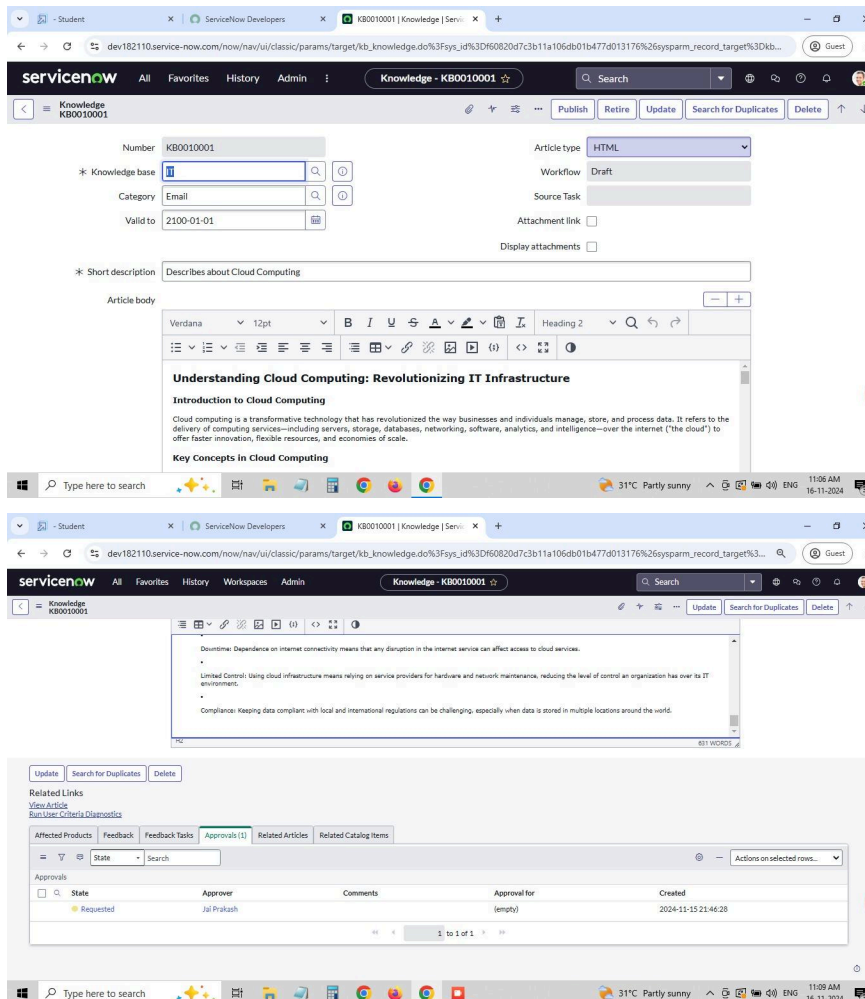 - Student
ServiceNow Developers
KB0010001 | Knowledge | Servic
dev182110.service-now.com/now/nav/ui/classic/params/target/kb_knowledge.do%3Fsys_id%3Df60820d7c3b11a106db01b477d013176%26sysparm_record_target%3Dkb...
Guest
servicenow All Favorites History Admin Knowledge - KB0010001 Search
Knowledge
KB0010001
Publish Retire Update Search for Duplicates Delete
Number KB0010001 Article type HTML
* Knowledge base IT Workflow Draft
Category Email Source Task
Valid to 2100-01-01 Attachment link
Display attachments
* Short description Describes about Cloud Computing
Article body
Verdana 12pt B I U S A Heading 2
Understanding Cloud Computing: Revolutionizing IT Infrastructure
Introduction to Cloud Computing
Cloud computing is a transformative technology that has revolutionized the way businesses and individuals manage, store, and process data. It refers to the
delivery of computing services—including servers, storage, databases, networking, software, analytics, and intelligence—over the internet ("the cloud") to
offer faster innovation, flexible resources, and economies of scale.
Key Concepts in Cloud Computing
Type here to search 31°C Partly sunny ENG 11:06 AM
16-11-2024
- Student
ServiceNow Developers
KB0010001 | Knowledge | Servic
dev182110.service-now.com/now/nav/ui/classic/params/target/kb_knowledge.do%3Fsys_id%3Df60820d7c3b11a106db01b477d013176%26sysparm_record_target%3...
Guest
servicenow All Favorites History Workspaces Admin Knowledge - KB0010001 Search
Knowledge
KB0010001
Update Search for Duplicates Delete
Downtime: Dependence on internet connectivity means that any disruption in the internet service can affect access to cloud services.
Limited Control: Using cloud infrastructure means relying on service providers for hardware and network maintenance, reducing the level of control an organization has over its IT
environment.
Compliance: Keeping data compliant with local and international regulations can be challenging, especially when data is stored in multiple locations around the world.
H2 631 WORDS
Update Search for Duplicates Delete
Related Links
View Article
Run User Criteria Diagnostics
Affected Products Feedback Feedback Tasks Approvals (1) Related Articles Related Catalog Items
State Search Actions on selected rows...
Approvals
State Approver Comments Approval for Created
Requested Jai Prakash (empty) 2024-11-15 21:46:28
1 to 1 of 1
Type here to search 31°C Partly sunny ENG 11:09 AM
16-11-2024